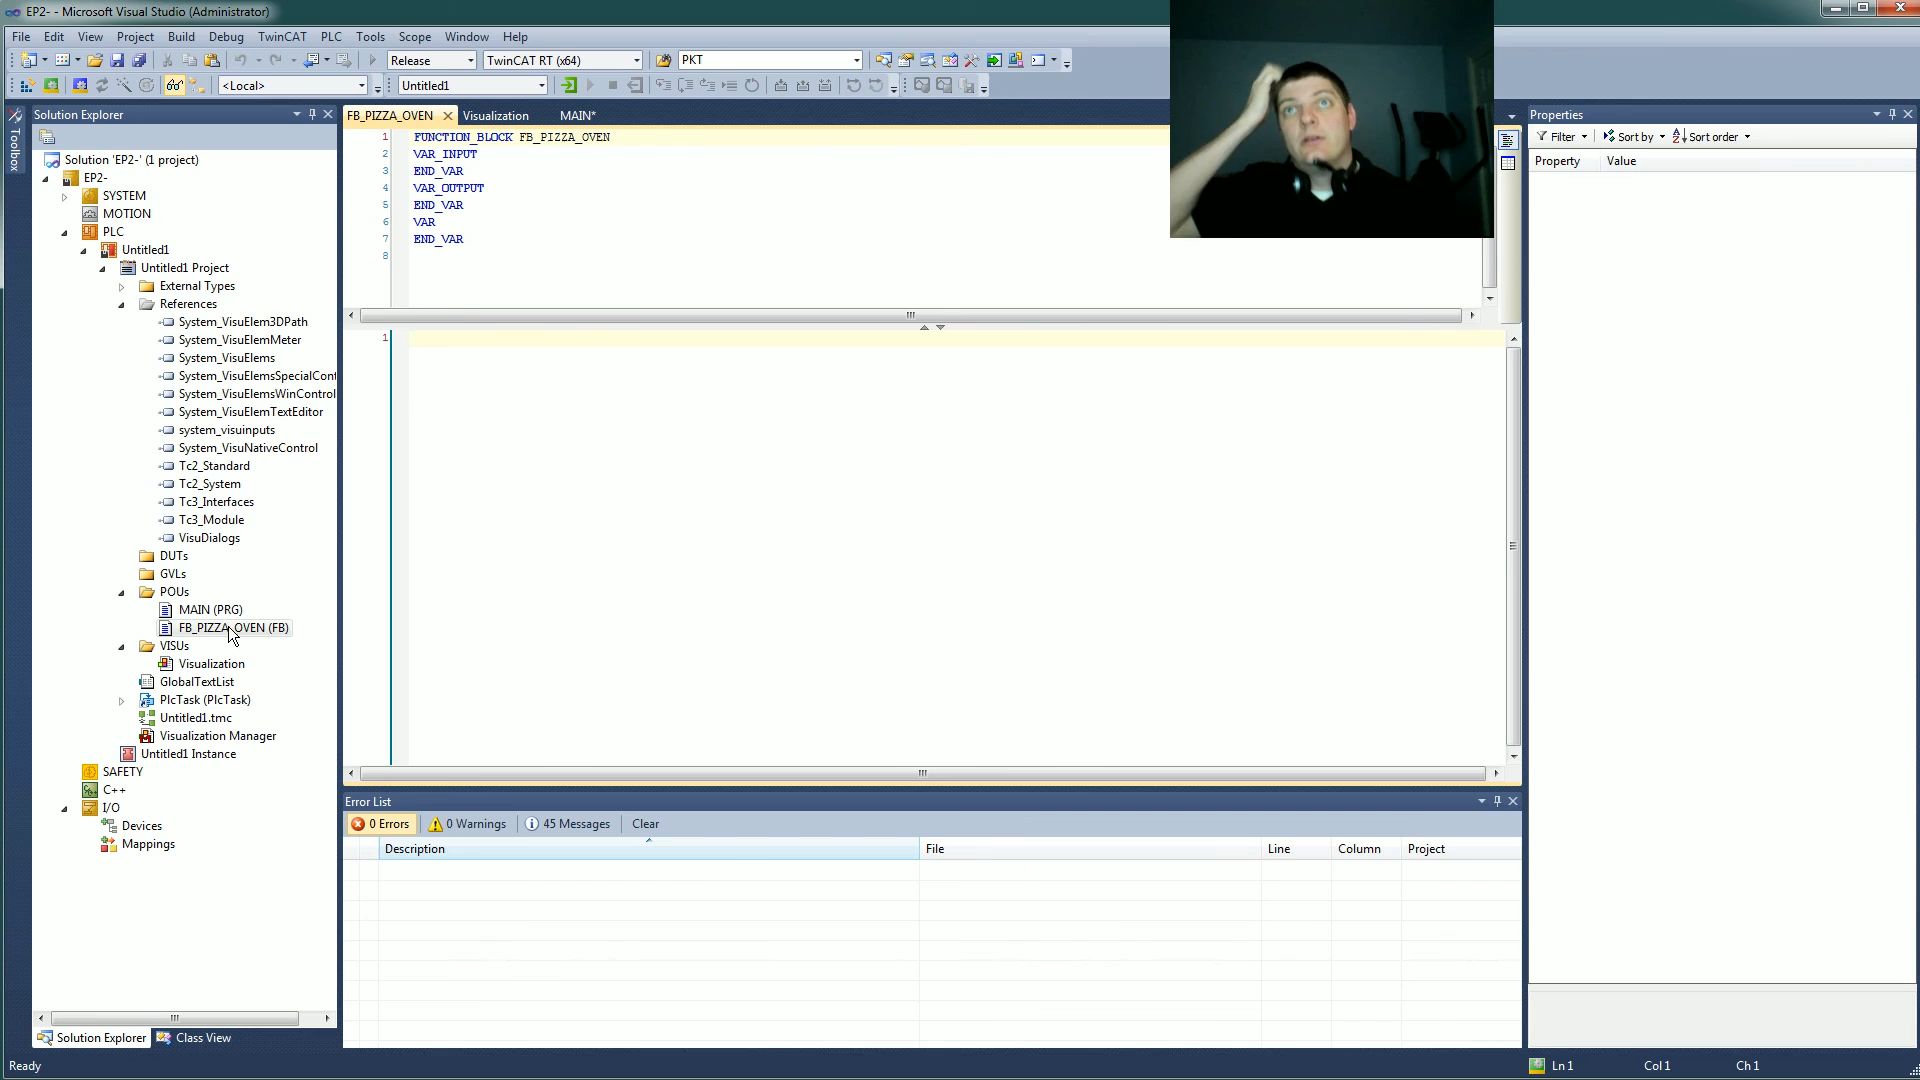 EP2- - Microsoft Visual Studio (Administrator)
File Edit View Project Build Debug TwinCAT PLC Tools Scope Window Help
Release TwinCAT RT (x64) PKT
<Local> Untitled1
Toolbox
Solution Explorer
Solution 'EP2-' (1 project)
EP2-
SYSTEM
MOTION
PLC
Untitled1
Untitled1 Project
External Types
References
System_VisuElem3DPath
System_VisuElemMeter
System_VisuElems
System_VisuElemsSpecialCont
System_VisuElemsWinControl
System_VisuElemTextEditor
system_visuinputs
System_VisuNativeControl
Tc2_Standard
Tc2_System
Tc3_Interfaces
Tc3_Module
VisuDialogs
DUTs
GVLs
POUs
MAIN (PRG)
FB_PIZZA_OVEN (FB)
VISUs
Visualization
GlobalTextList
PlcTask (PlcTask)
Untitled1.tmc
Visualization Manager
Untitled1 Instance
SAFETY
C++
I/O
Devices
Mappings
Solution Explorer Class View
FB_PIZZA_OVEN Visualization MAIN*
1 FUNCTION_BLOCK FB_PIZZA_OVEN
2 VAR_INPUT
3 END_VAR
4 VAR_OUTPUT
5 END_VAR
6 VAR
7 END_VAR
8
1
Error List
0 Errors 0 Warnings 45 Messages Clear
Description File Line Column Project
Properties
Filter Sort by Sort order
Property Value
Ready Ln 1 Col 1 Ch 1